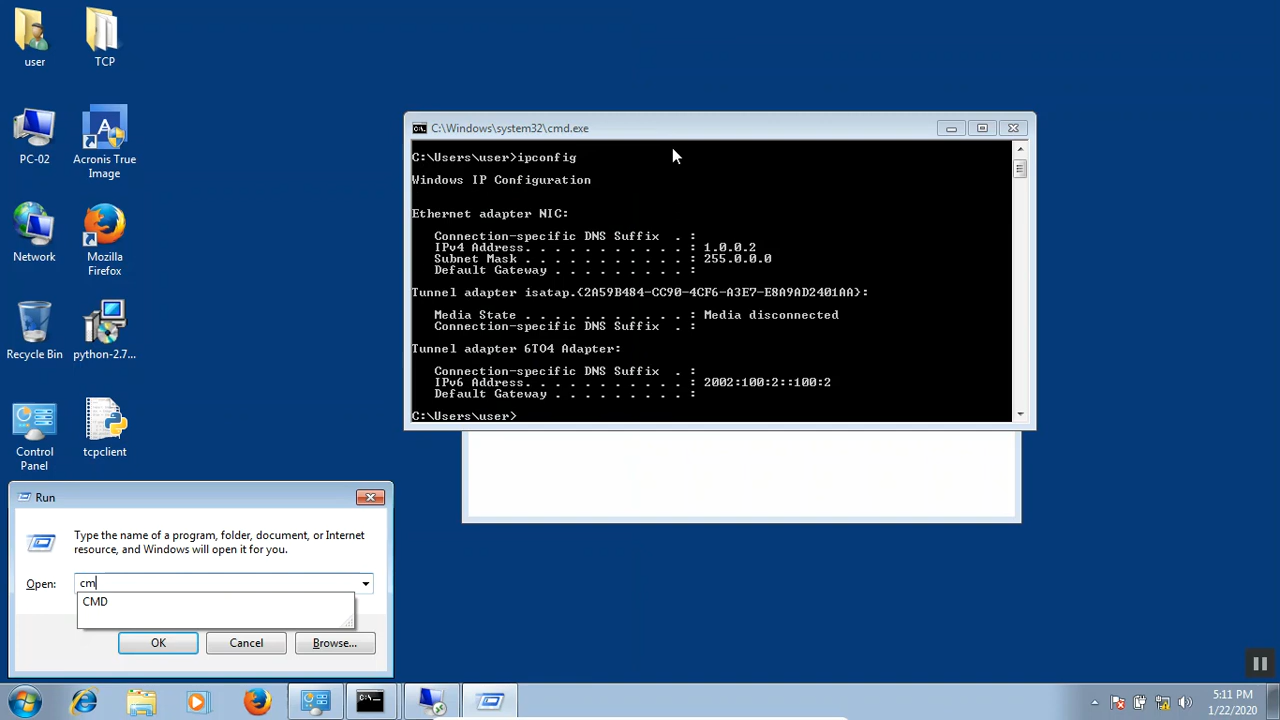 user
TCP
PC-02
Acronis True
Image
Network
Mozilla
Firefox
Recycle Bin
python-2.7...
Control
Panel
tcpclient
C:\Windows\system32\cmd.exe
C:\Users\user>ipconfig
Windows IP Configuration
Ethernet adapter NIC:
Connection-specific DNS Suffix . :
IPv4 Address. . . . . . . . . . . : 1.0.0.2
Subnet Mask . . . . . . . . . . . : 255.0.0.0
Default Gateway . . . . . . . . . :
Tunnel adapter isatap.{2A59B484-CC90-4CF6-A3E7-E8A9AD2401AA}:
Media State . . . . . . . . . . . : Media disconnected
Connection-specific DNS Suffix . :
Tunnel adapter 6TO4 Adapter:
Connection-specific DNS Suffix . :
IPv6 Address. . . . . . . . . . . : 2002:100:2::100:2
Default Gateway . . . . . . . . . :
C:\Users\user>
Run
Type the name of a program, folder, document, or Internet
resource, and Windows will open it for you.
Open: cm
CMD
OK Cancel Browse...
5:11 PM
1/22/2020